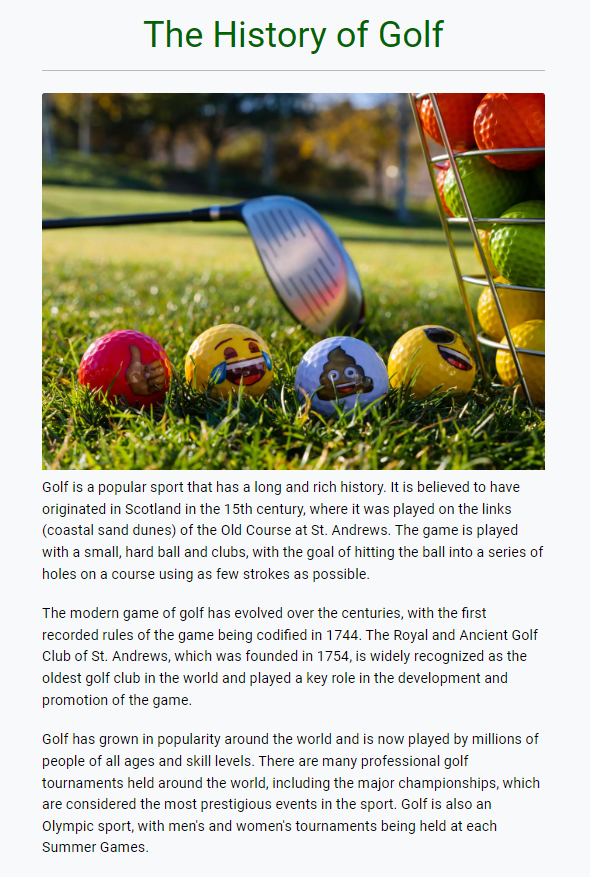 The History of Golf
Golf is a popular sport that has a long and rich history. It is believed to have
originated in Scotland in the 15th century, where it was played on the links
(coastal sand dunes) of the Old Course at St. Andrews. The game is played
with a small, hard ball and clubs, with the goal of hitting the ball into a series of
holes on a course using as few strokes as possible.
The modern game of golf has evolved over the centuries, with the first
recorded rules of the game being codified in 1744. The Royal and Ancient Golf
Club of St. Andrews, which was founded in 1754, is widely recognized as the
oldest golf club in the world and played a key role in the development and
promotion of the game.
Golf has grown in popularity around the world and is now played by millions of
people of all ages and skill levels. There are many professional golf
tournaments held around the world, including the major championships, which
are considered the most prestigious events in the sport. Golf is also an
Olympic sport, with men's and women's tournaments being held at each
Summer Games.